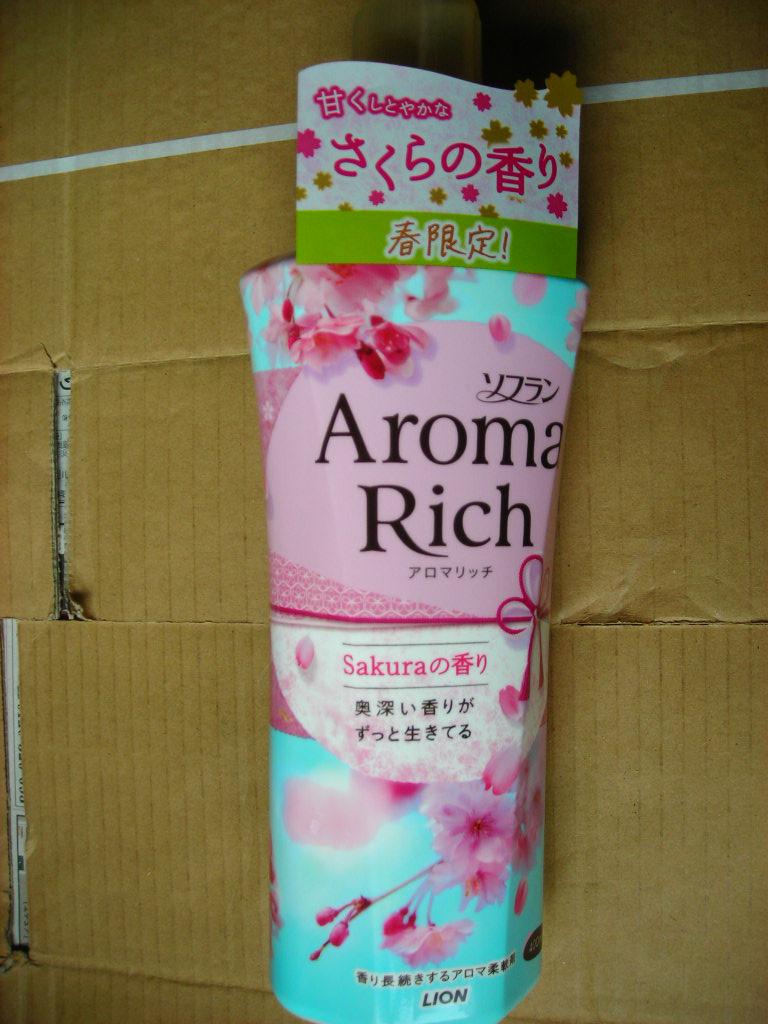 甘くしとやかな
さくらの香り
春限定!
ソフラン
Aroma
Rich
アロマリッチ
Sakuraの香り
奥深い香りが
ずっと生きてる
香り長続きするアロマ柔軟剤
LION